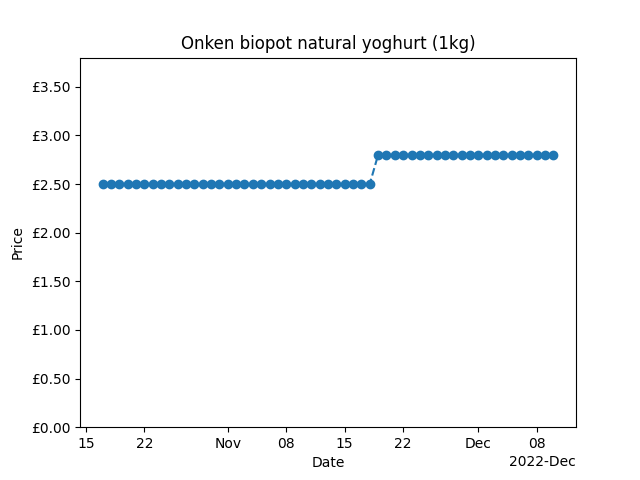 Onken biopot natural yoghurt (1kg)
£3.50
£3.00
£2.50
£2.00
£1.50
£1.00
£0.50
£0.00
Price
15 22 Nov 08 15 22 Dec 08
Date
2022-Dec